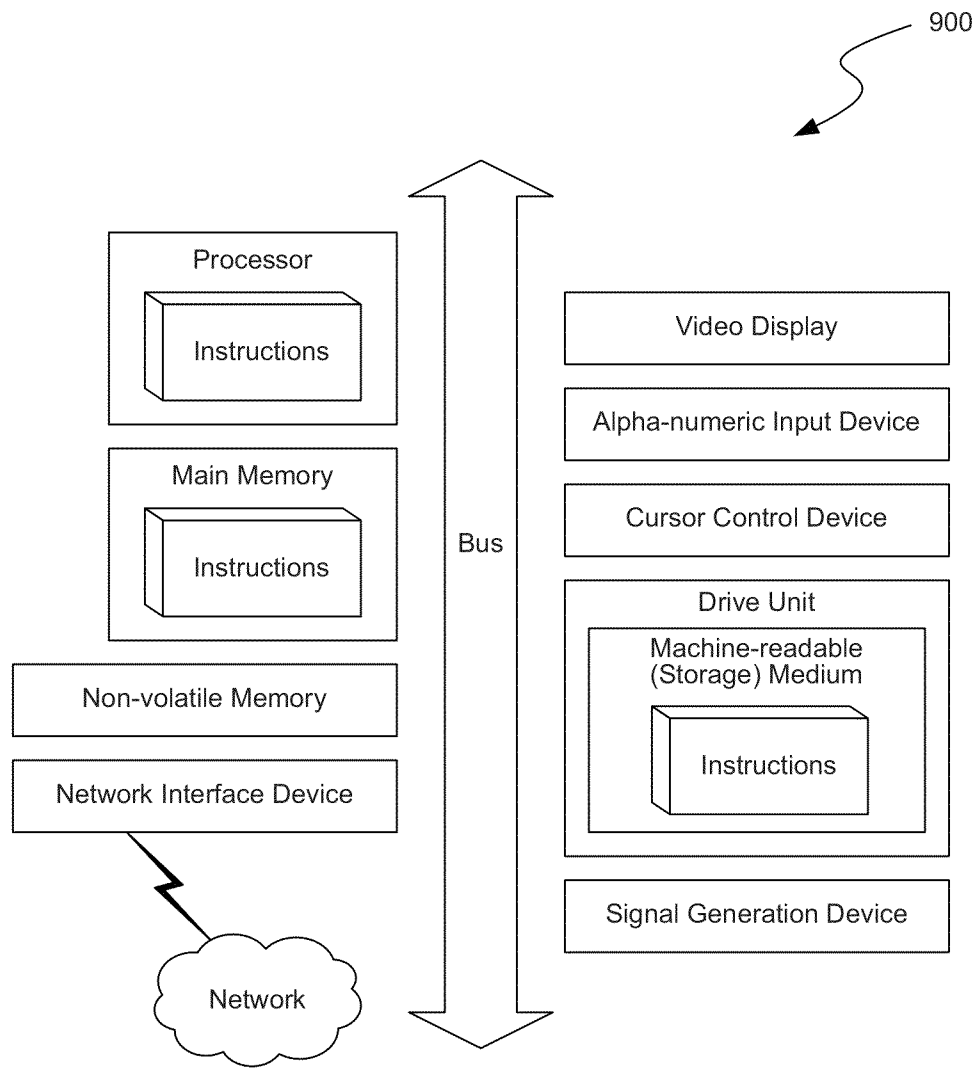 900
Processor
Instructions
Main Memory
Instructions
Non-volatile Memory
Network Interface Device
Network
Bus
Video Display
Alpha-numeric Input Device
Cursor Control Device
Drive Unit
Machine-readable
(Storage) Medium
Instructions
Signal Generation Device